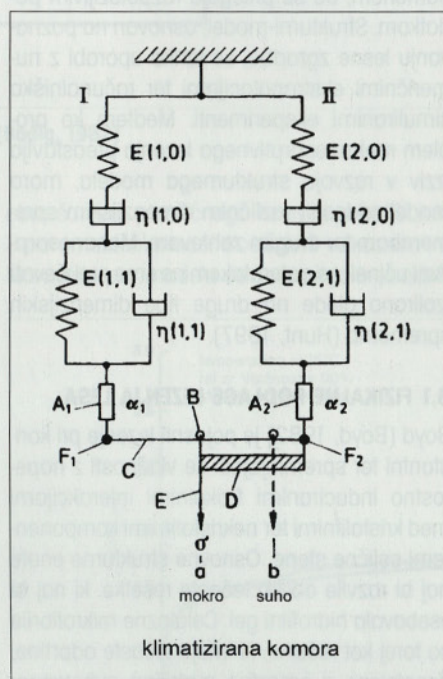 I II
E(1,0) E(2,0)
η(1,0) η(2,0)
E(1,1) E(2,1)
η(1,1) η(2,1)
A₁ α₁ B A₂ α₂
F₁ C F₂
E D
σ
a b
mokro suho
klimatizirana komora